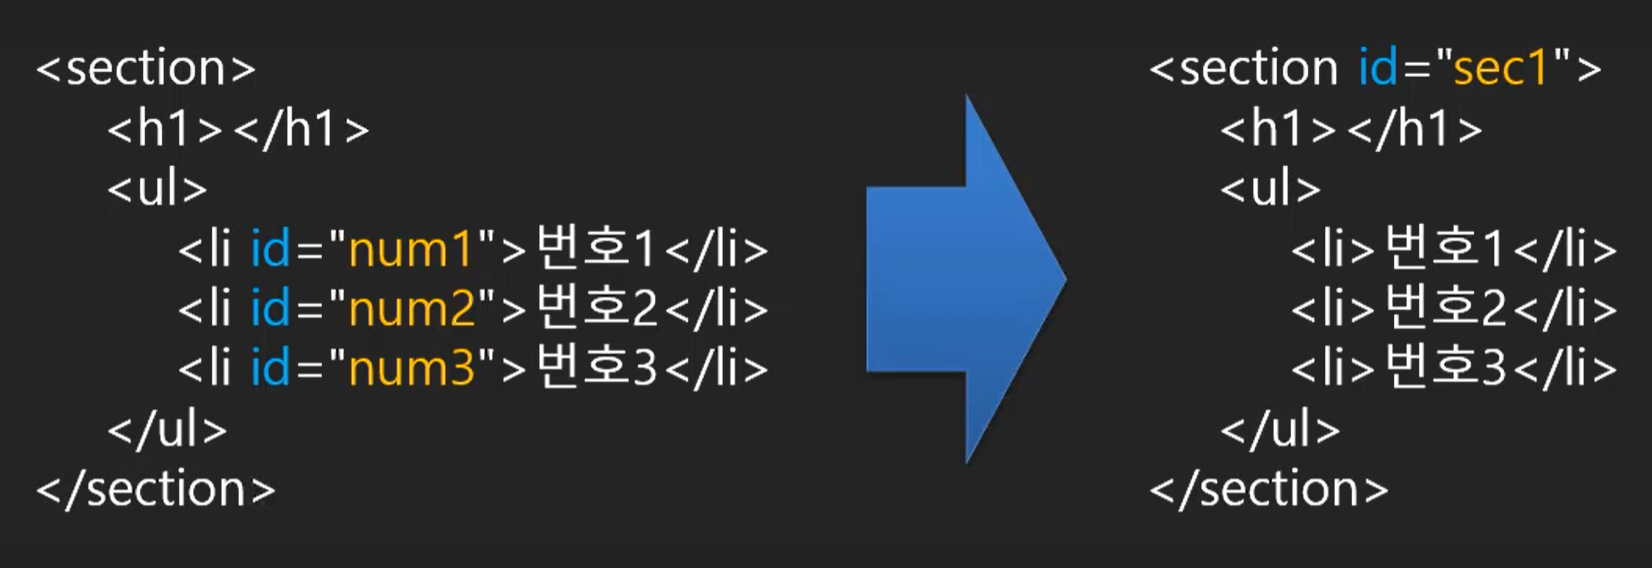 <section>
<h1></h1>
<ul>
<li id="num1">번호1</li>
<li id="num2">번호2</li>
<li id="num3">번호3</li>
</ul>
</section>
<section id="sec1">
<h1></h1>
<ul>
<li>번호1</li>
<li>번호2</li>
<li>번호3</li>
</ul>
</section>